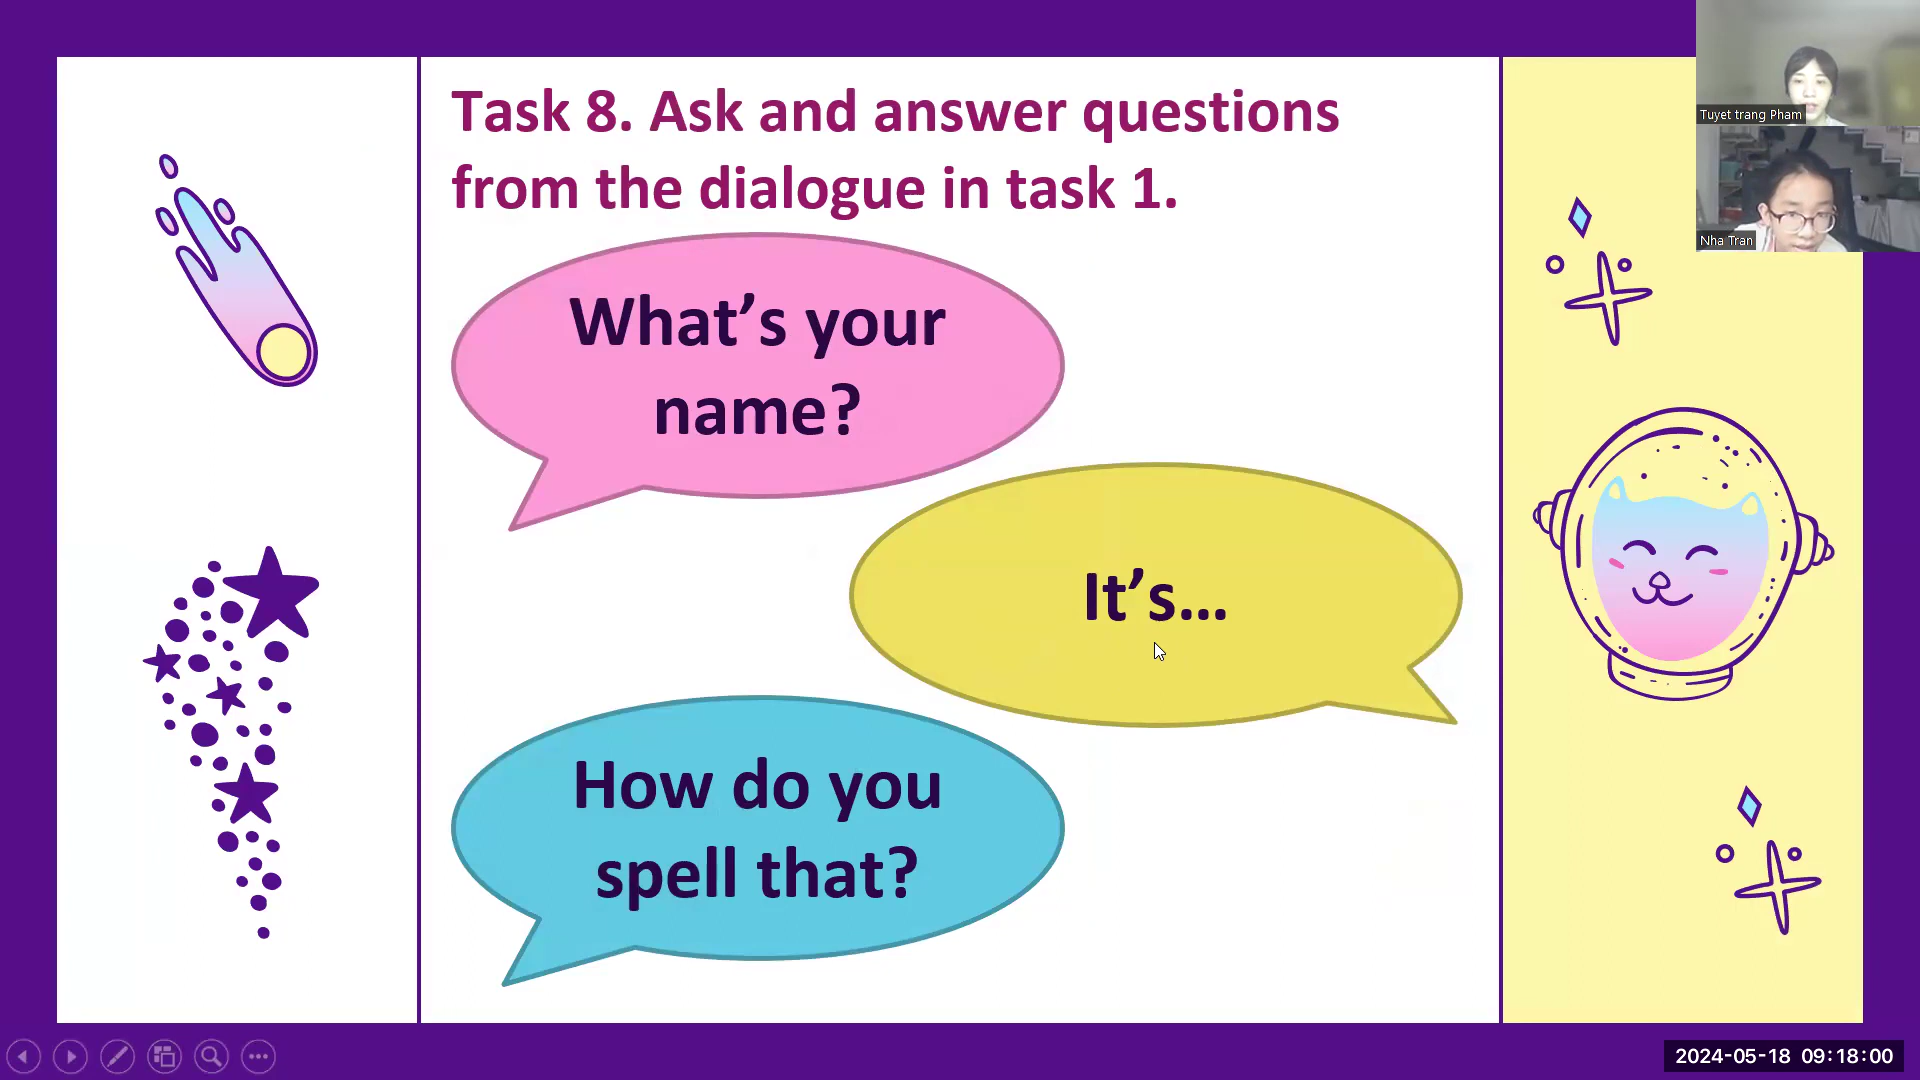 Task 8. Ask and answer questions
from the dialogue in task 1.
What’s your
name?
It’s...
How do you
spell that?
Tuyet trang Pham
Nha Tran
2024-05-18 09:18:00